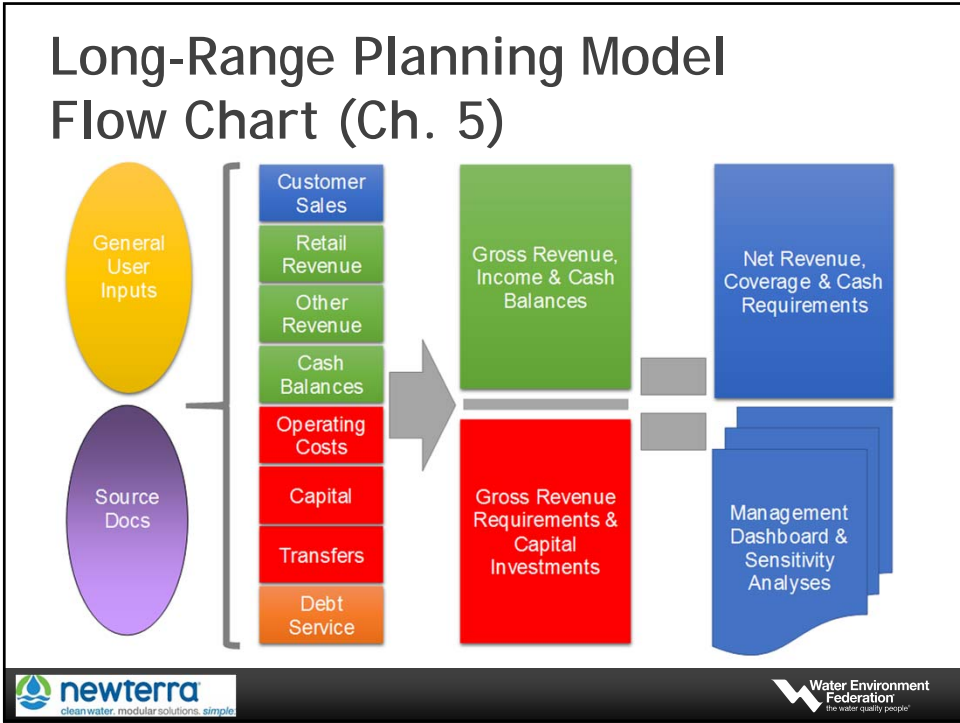 Long-Range Planning Model
Flow Chart (Ch. 5)
General
User
Inputs
Source
Docs
Customer
Sales
Retail
Revenue
Other
Revenue
Cash
Balances
Operating
Costs
Capital
Transfers
Debt
Service
Gross Revenue,
Income & Cash
Balances
Gross Revenue
Requirements &
Capital
Investments
Net Revenue,
Coverage & Cash
Requirements
Management
Dashboard &
Sensitivity
Analyses
newterra
clean water. modular solutions. simple.
Water Environment
Federation
the water quality people